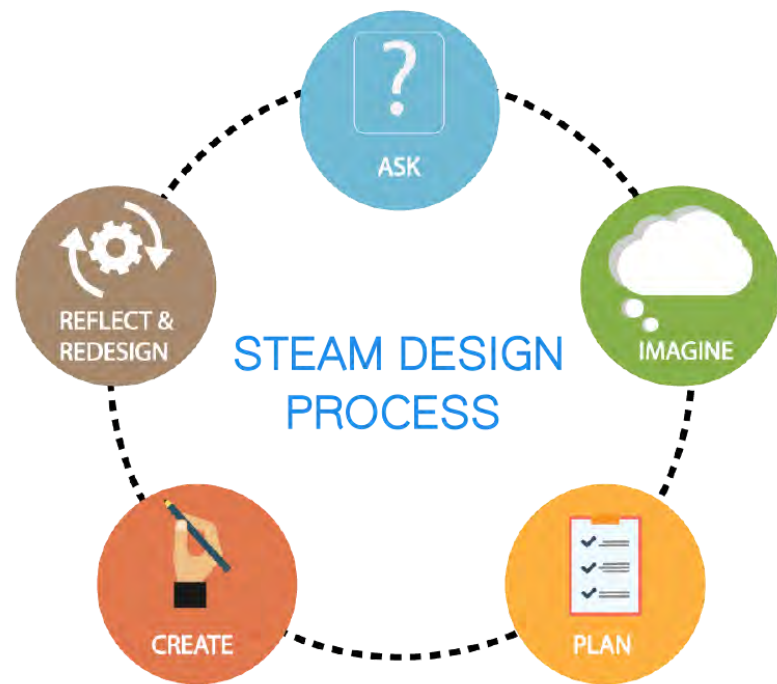 ?
ASK
IMAGINE
PLAN
CREATE
REFLECT &
REDESIGN
STEAM DESIGN
PROCESS